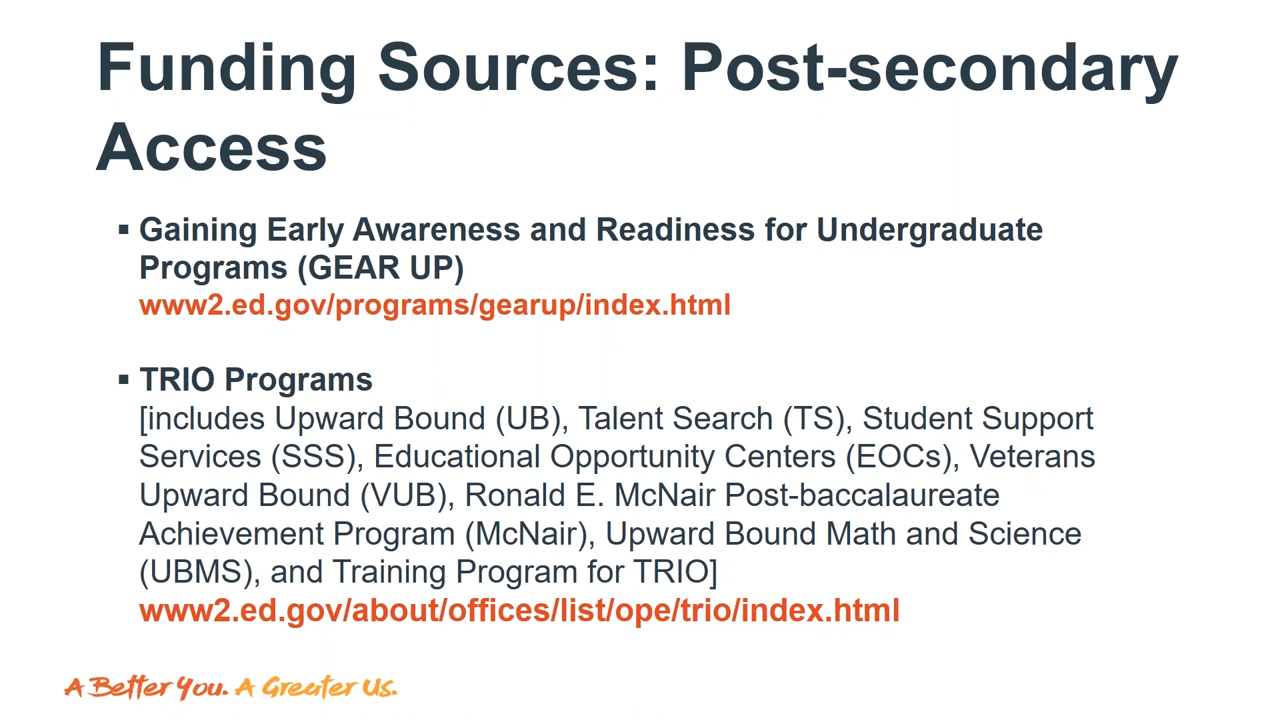 Funding Sources: Post-secondary
Access
▪ Gaining Early Awareness and Readiness for Undergraduate
Programs (GEAR UP)
www2.ed.gov/programs/gearup/index.html
▪ TRIO Programs
[includes Upward Bound (UB), Talent Search (TS), Student Support
Services (SSS), Educational Opportunity Centers (EOCs), Veterans
Upward Bound (VUB), Ronald E. McNair Post-baccalaureate
Achievement Program (McNair), Upward Bound Math and Science
(UBMS), and Training Program for TRIO]
www2.ed.gov/about/offices/list/ope/trio/index.html
A Better You. A Greater Us.